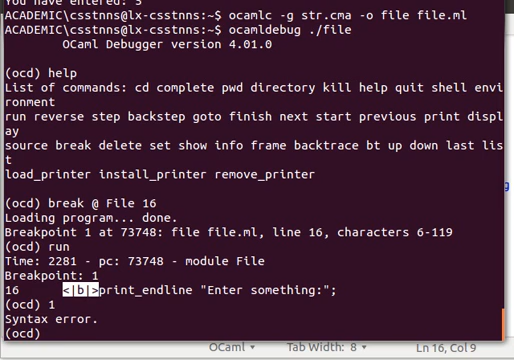 You have entered: 5
ACADEMIC\csstnns@lx-csstnns:~$ ocamlc -g str.cma -o file file.ml
ACADEMIC\csstnns@lx-csstnns:~$ ocamldebug ./file
OCaml Debugger version 4.01.0
(ocd) help
List of commands: cd complete pwd directory kill help quit shell envi
ronment
run reverse step backstep goto finish next start previous print displ
ay
source break delete set show info frame backtrace bt up down last lis
t
load_printer install_printer remove_printer
(ocd) break @ File 16
Loading program... done.
Breakpoint 1 at 73748: file file.ml, line 16, characters 6-119
(ocd) run
Time: 2281 - pc: 73748 - module File
Breakpoint: 1
16 <|b|>print_endline "Enter something:";
(ocd) 1
Syntax error.
(ocd)
OCaml Tab Width: 8 Ln 16, Col 9